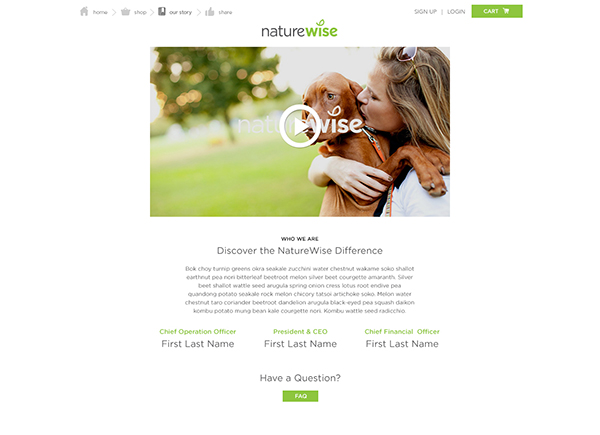 home
shop
our story
share
SIGN UP | LOGIN
CART
naturewise
naturewise
WHO WE ARE
Discover the NatureWise Difference
Bok choy turnip greens okra seakale zucchini water chestnut wakame soko shallot
earthnut pea nori bitterleaf beetroot melon silver beet courgette amaranth. Silver
beet shallot wattle seed arugula spring onion cress lotus root endive pea
quandong potato seakale rock melon chicory tatsoi artichoke soko. Melon water
chestnut taro coriander beetroot dandelion arugula black-eyed pea squash daikon
kombu potato mung bean kale courgette nori. Kombu wattle seed radicchio.
Chief Operation Officer
First Last Name
President & CEO
First Last Name
Chief Financial Officer
First Last Name
Have a Question?
FAQ